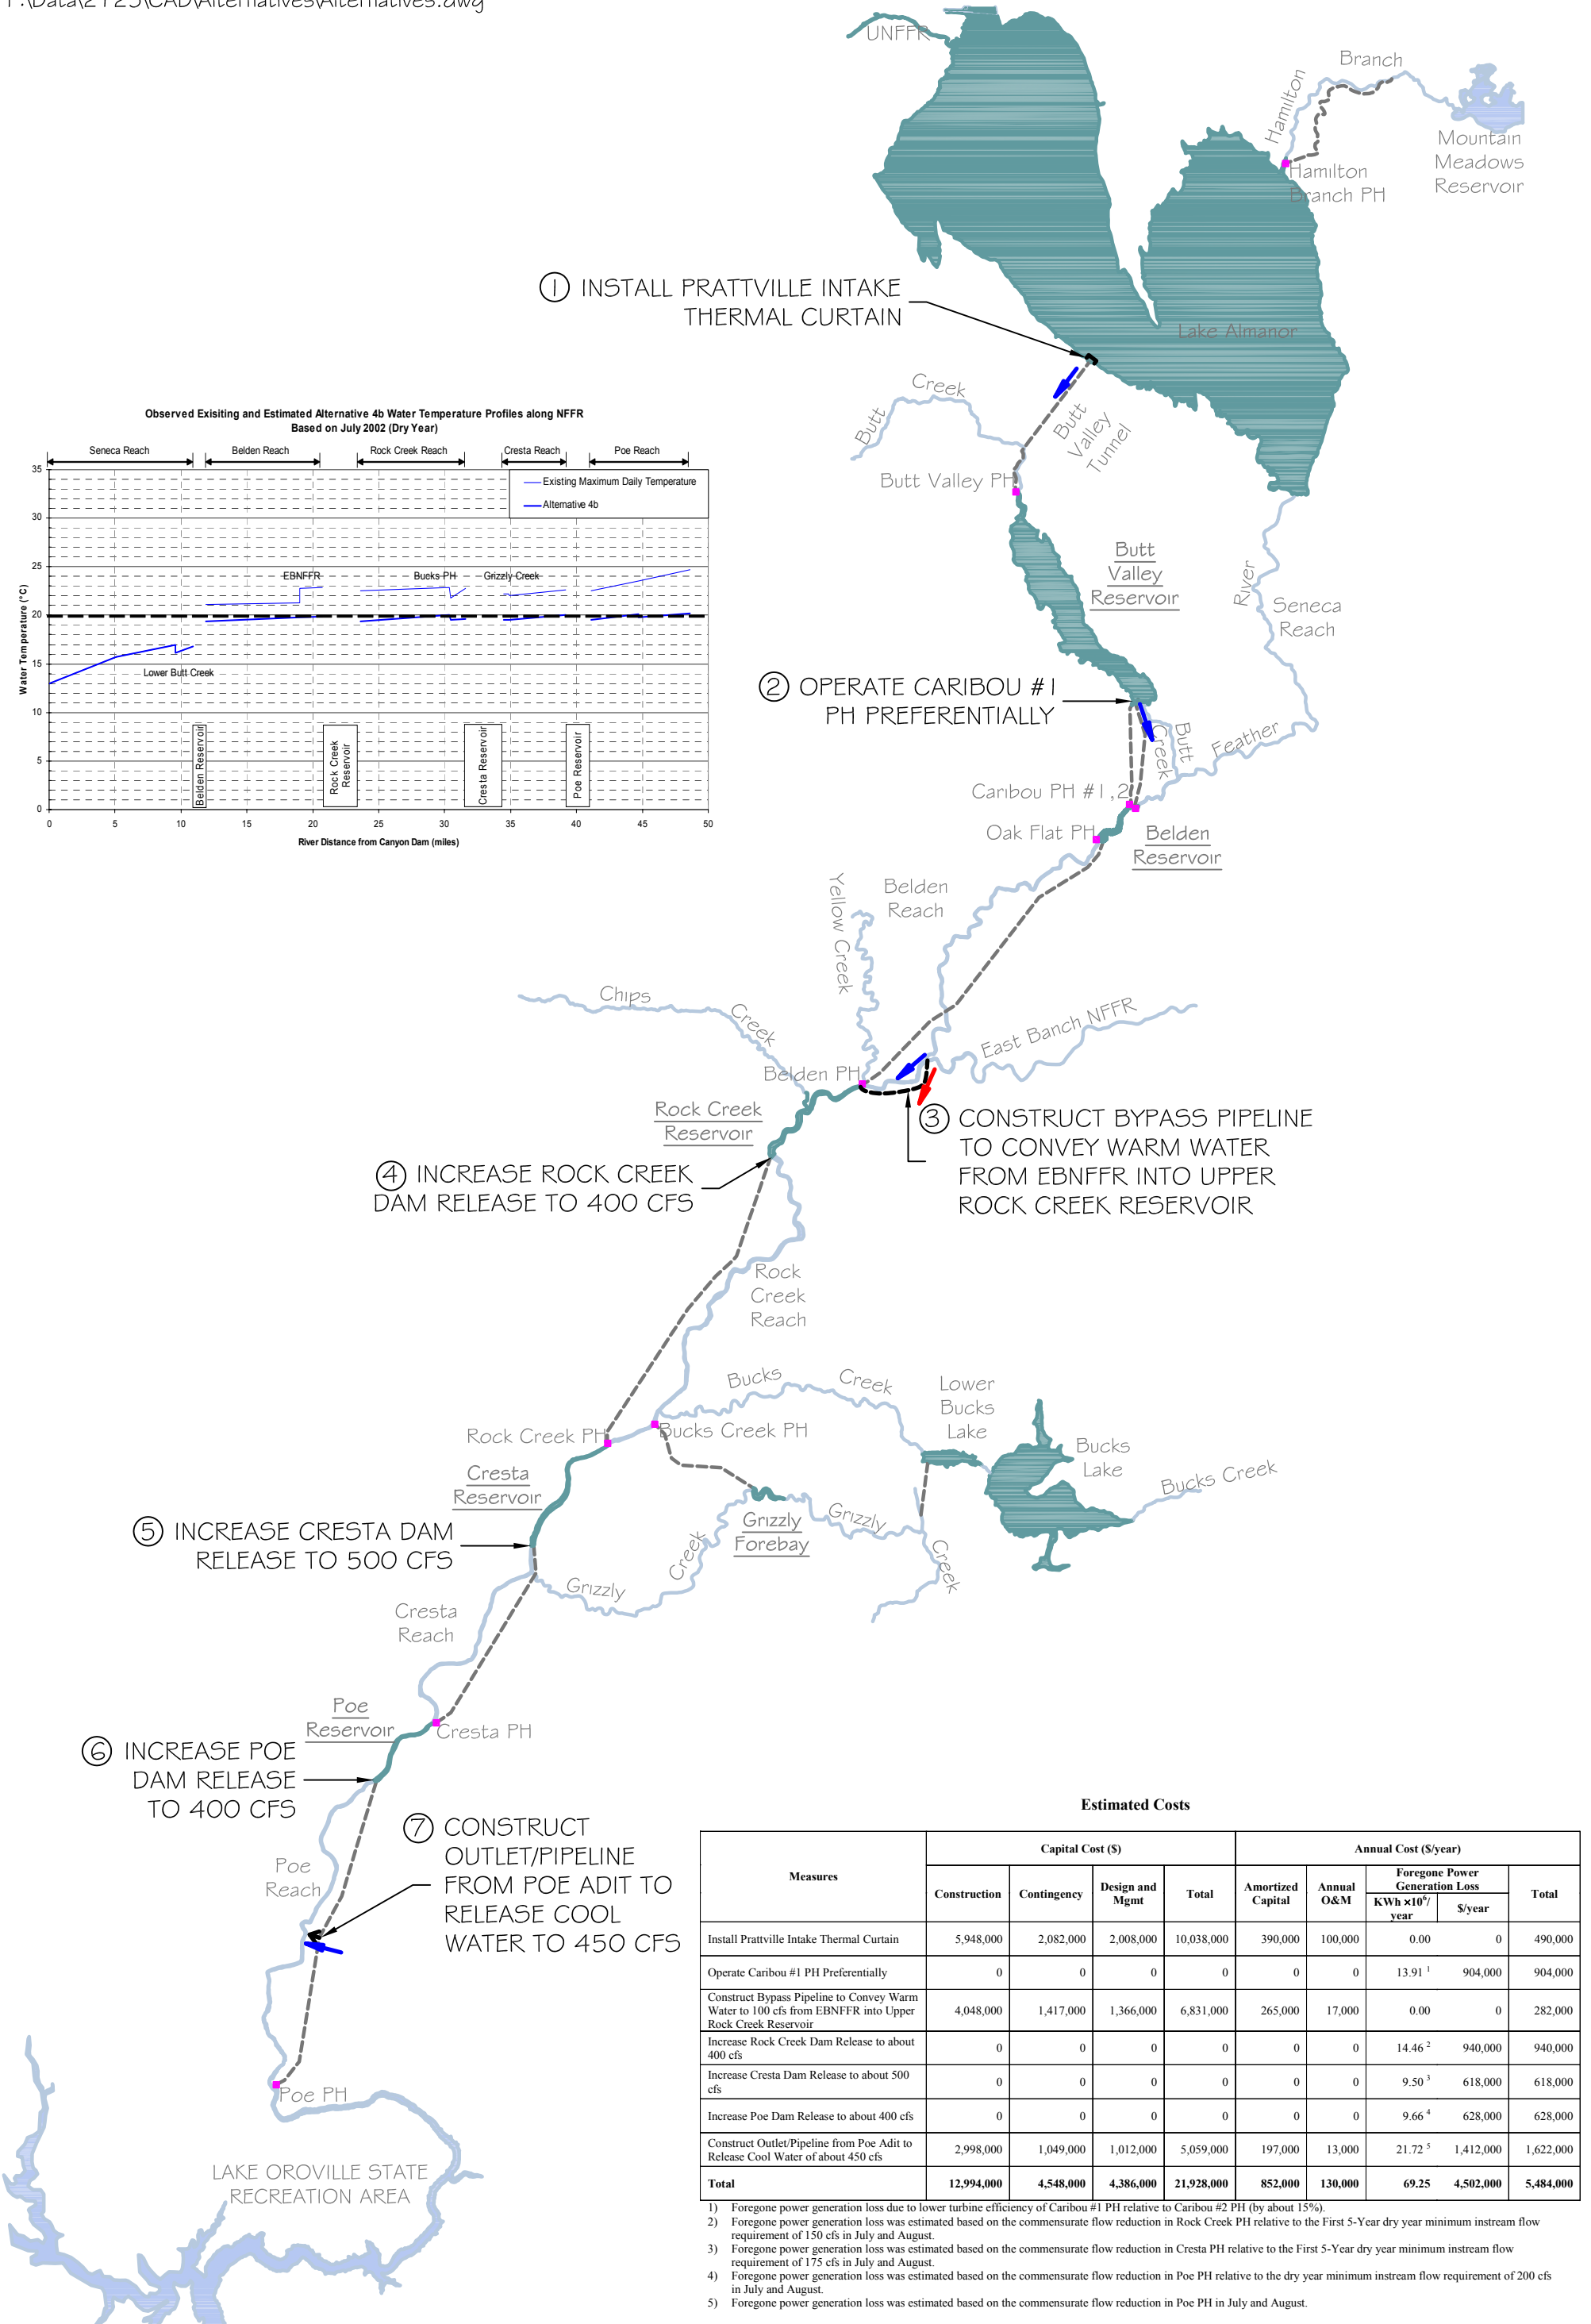 UNFFR
Hamilton
Branch
Mountain
Meadows
Reservoir
Hamilton
Branch PH
① INSTALL PRATTVILLE INTAKE
THERMAL CURTAIN
Lake Almanor
Butt
Creek
Butt
Valley
Tunnel
Butt Valley PH
Butt
Valley
Reservoir
River
Seneca
Reach
Observed Exisiting and Estimated Alternative 4b Water Temperature Profiles along NFFR
Based on July 2002 (Dry Year)
Seneca Reach
Belden Reach
Rock Creek Reach
Cresta Reach
Poe Reach
Existing Maximum Daily Temperature
Alternative 4b
EBNFFR
Bucks PH
Grizzly Creek
Lower Butt Creek
Belden Reservoir
Rock Creek
Reservoir
Cresta Reservoir
Poe Reservoir
Water Temperature (°C)
35
30
25
20
15
10
5
0
0 5 10 15 20 25 30 35 40 45 50
River Distance from Canyon Dam (miles)
② OPERATE CARIBOU #1
PH PREFERENTIALLY
Butt
Creek
Feather
Caribou PH #1,2
Oak Flat PH
Belden
Reservoir
Belden
Reach
Yellow Creek
Chips
Creek
East Banch NFFR
Belden PH
Rock Creek
Reservoir
③ CONSTRUCT BYPASS PIPELINE
TO CONVEY WARM WATER
FROM EBNFFR INTO UPPER
ROCK CREEK RESERVOIR
④ INCREASE ROCK CREEK
DAM RELEASE TO 400 CFS
Rock
Creek
Reach
Bucks
Creek
Lower
Bucks
Lake
Rock Creek PH
Bucks Creek PH
Bucks
Lake
Bucks Creek
Cresta
Reservoir
Grizzly
Forebay
Grizzly
Creek
⑤ INCREASE CRESTA DAM
RELEASE TO 500 CFS
Grizzly
Creek
Cresta
Reach
Poe
Reservoir
Cresta PH
⑥ INCREASE POE
DAM RELEASE
TO 400 CFS
⑦ CONSTRUCT
OUTLET/PIPELINE
FROM POE ADIT TO
RELEASE COOL
WATER TO 450 CFS
Poe
Reach
Poe PH
LAKE OROVILLE STATE
RECREATION AREA
Estimated Costs
Measures
Capital Cost ($)
Annual Cost ($/year)
Construction Contingency Design and Mgmt Total Amortized Capital Annual O&M Foregone Power Generation Loss KWh ×10⁶/ year $/year Total
Install Prattville Intake Thermal Curtain 5,948,000 2,082,000 2,008,000 10,038,000 390,000 100,000 0.00 0 490,000
Operate Caribou #1 PH Preferentially 0 0 0 0 0 0 13.91 ¹ 904,000 904,000
Construct Bypass Pipeline to Convey Warm
Water to 100 cfs from EBNFFR into Upper 4,048,000 1,417,000 1,366,000 6,831,000 265,000 17,000 0.00 0 282,000
Rock Creek Reservoir
Increase Rock Creek Dam Release to about
400 cfs 0 0 0 0 0 0 14.46 ² 940,000 940,000
Increase Cresta Dam Release to about 500
cfs 0 0 0 0 0 0 9.50 ³ 618,000 618,000
Increase Poe Dam Release to about 400 cfs 0 0 0 0 0 0 9.66 ⁴ 628,000 628,000
Construct Outlet/Pipeline from Poe Adit to
Release Cool Water of about 450 cfs 2,998,000 1,049,000 1,012,000 5,059,000 197,000 13,000 21.72 ⁵ 1,412,000 1,622,000
Total 12,994,000 4,548,000 4,386,000 21,928,000 852,000 130,000 69.25 4,502,000 5,484,000
1) Foregone power generation loss due to lower turbine efficiency of Caribou #1 PH relative to Caribou #2 PH (by about 15%).
2) Foregone power generation loss was estimated based on the commensurate flow reduction in Rock Creek PH relative to the First 5-Year dry year minimum instream flow
requirement of 150 cfs in July and August.
3) Foregone power generation loss was estimated based on the commensurate flow reduction in Cresta PH relative to the First 5-Year dry year minimum instream flow
requirement of 175 cfs in July and August.
4) Foregone power generation loss was estimated based on the commensurate flow reduction in Poe PH relative to the dry year minimum instream flow requirement of 200 cfs
in July and August.
5) Foregone power generation loss was estimated based on the commensurate flow reduction in Poe PH in July and August.